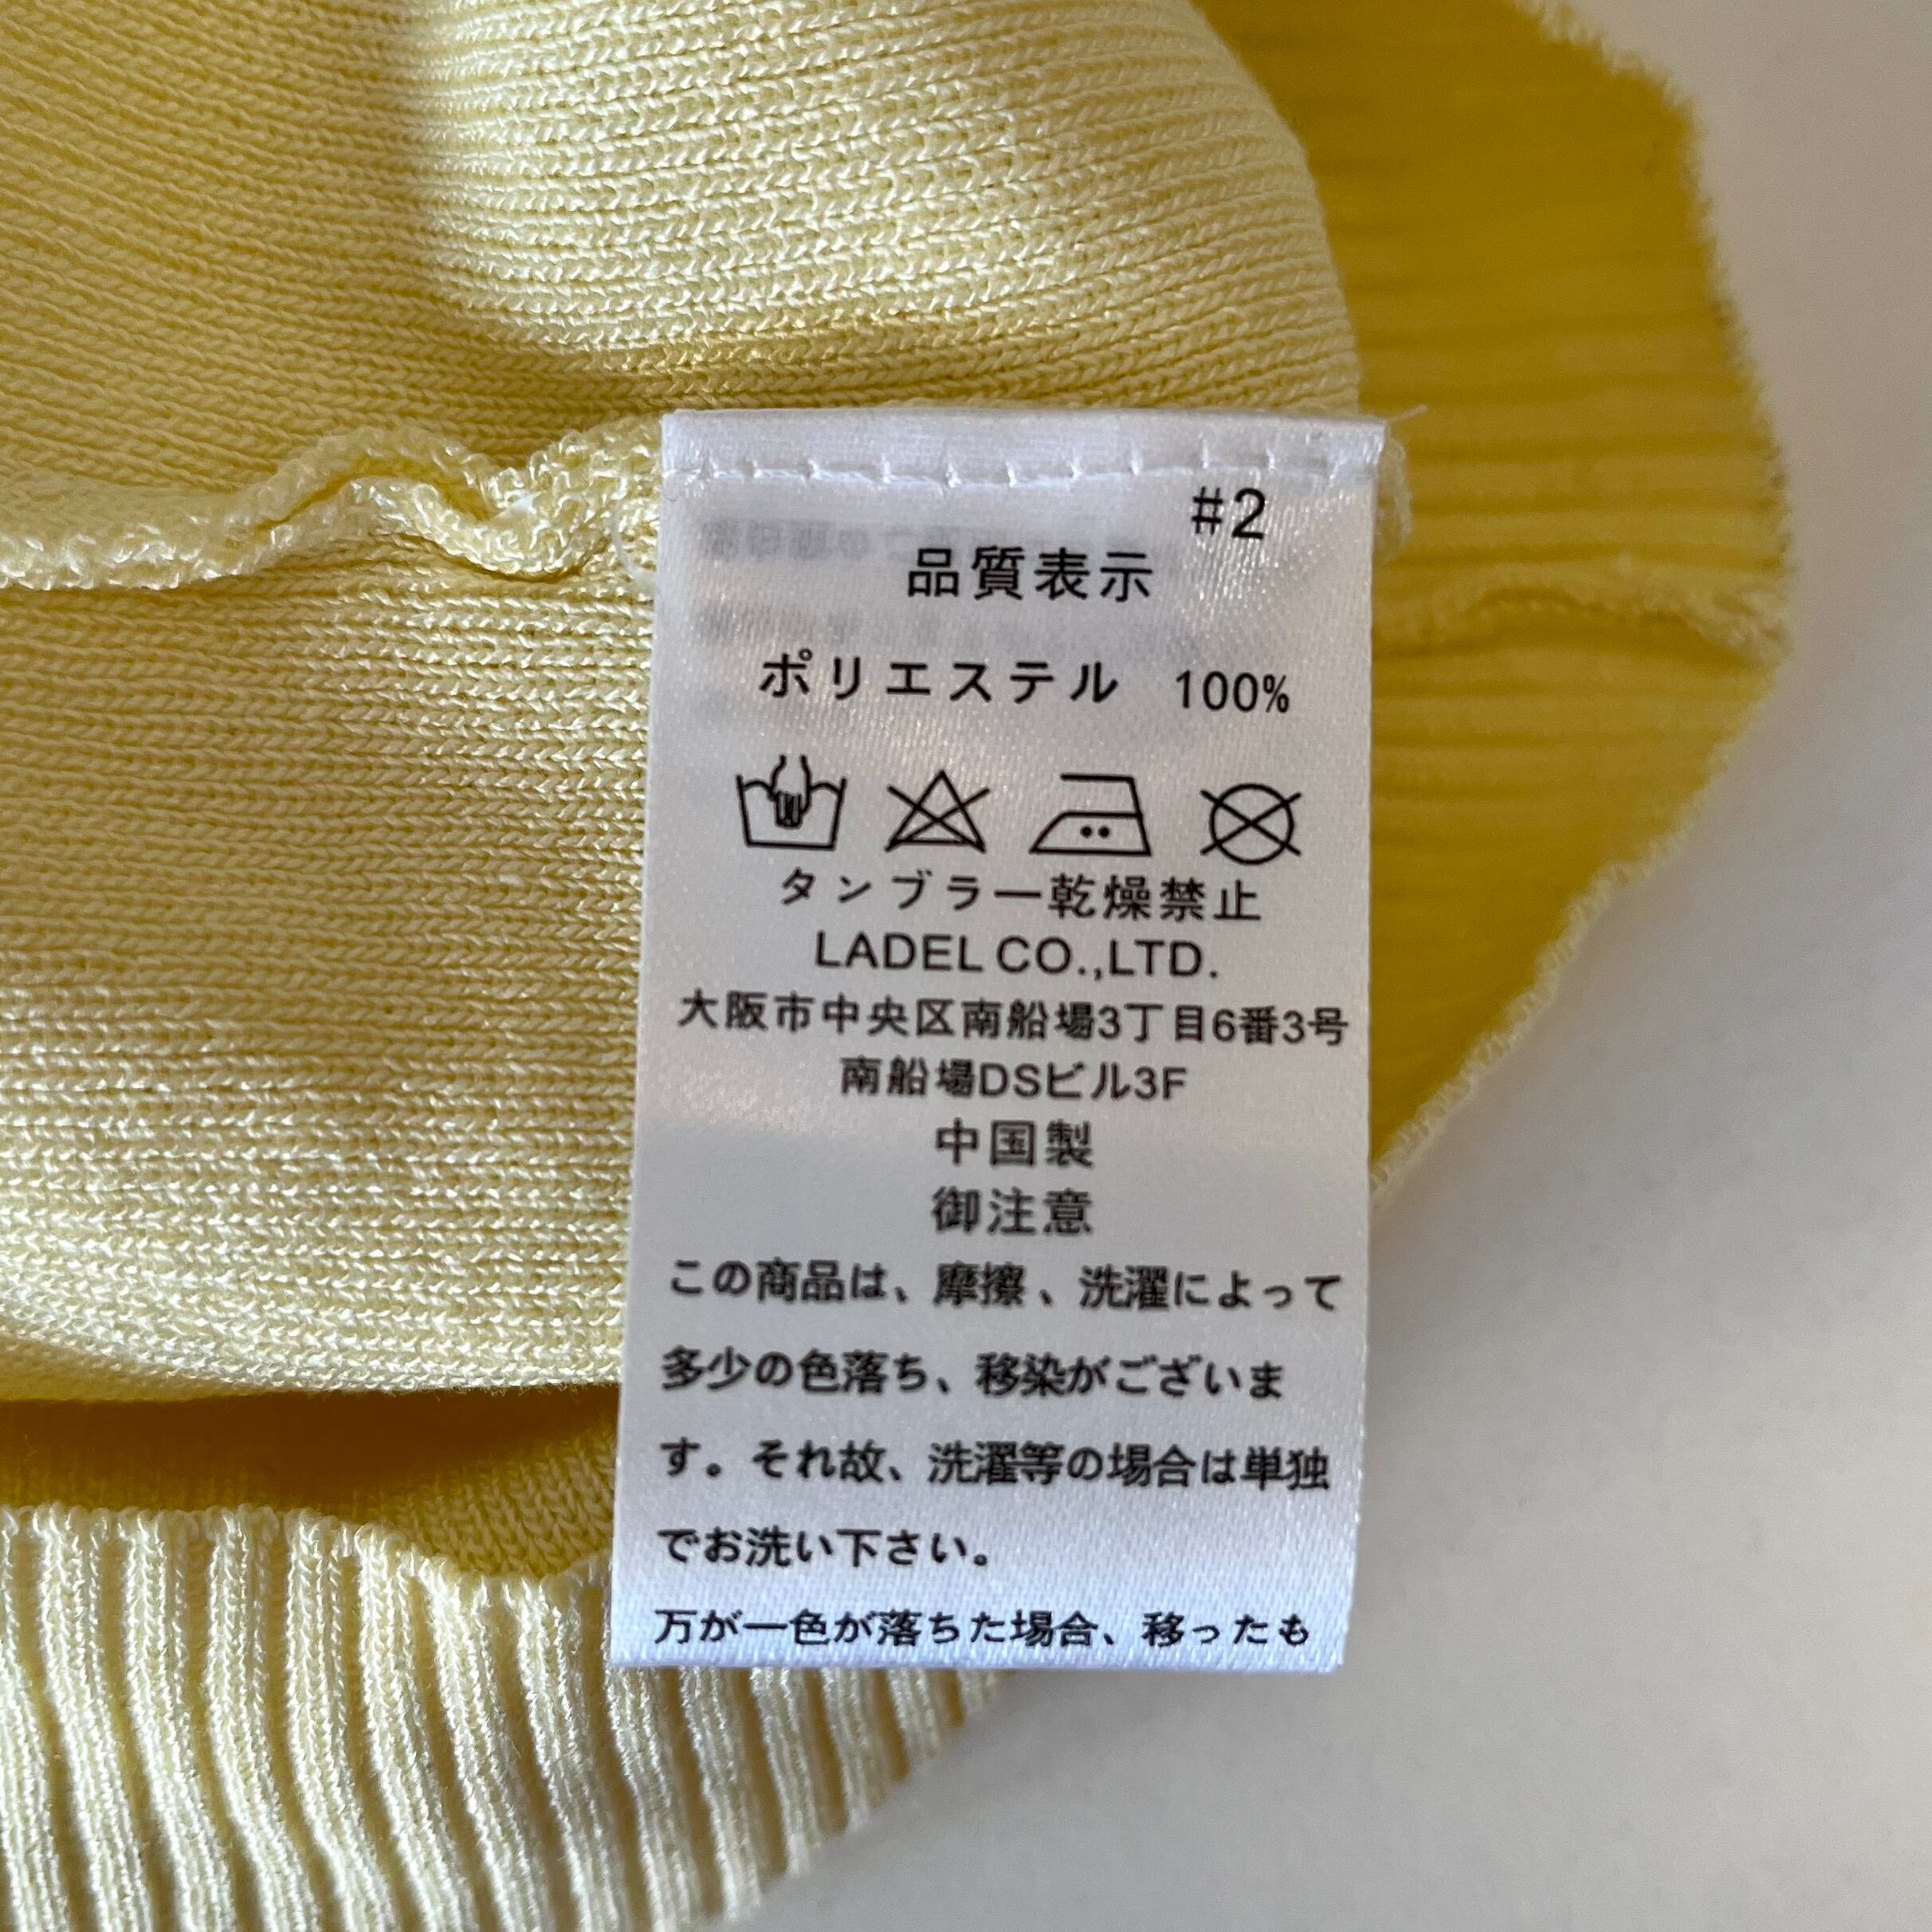 #2
品質表示
ポリエステル 100%
タンブラー乾燥禁止
LADEL CO.,LTD.
大阪市中央区南船場3丁目6番3号
南船場DSビル3F
中国製
御注意
この商品は、摩擦、洗濯によって
多少の色落ち、移染がございま
す。それ故、洗濯等の場合は単独
でお洗い下さい。
万が一色が落ちた場合、移ったも